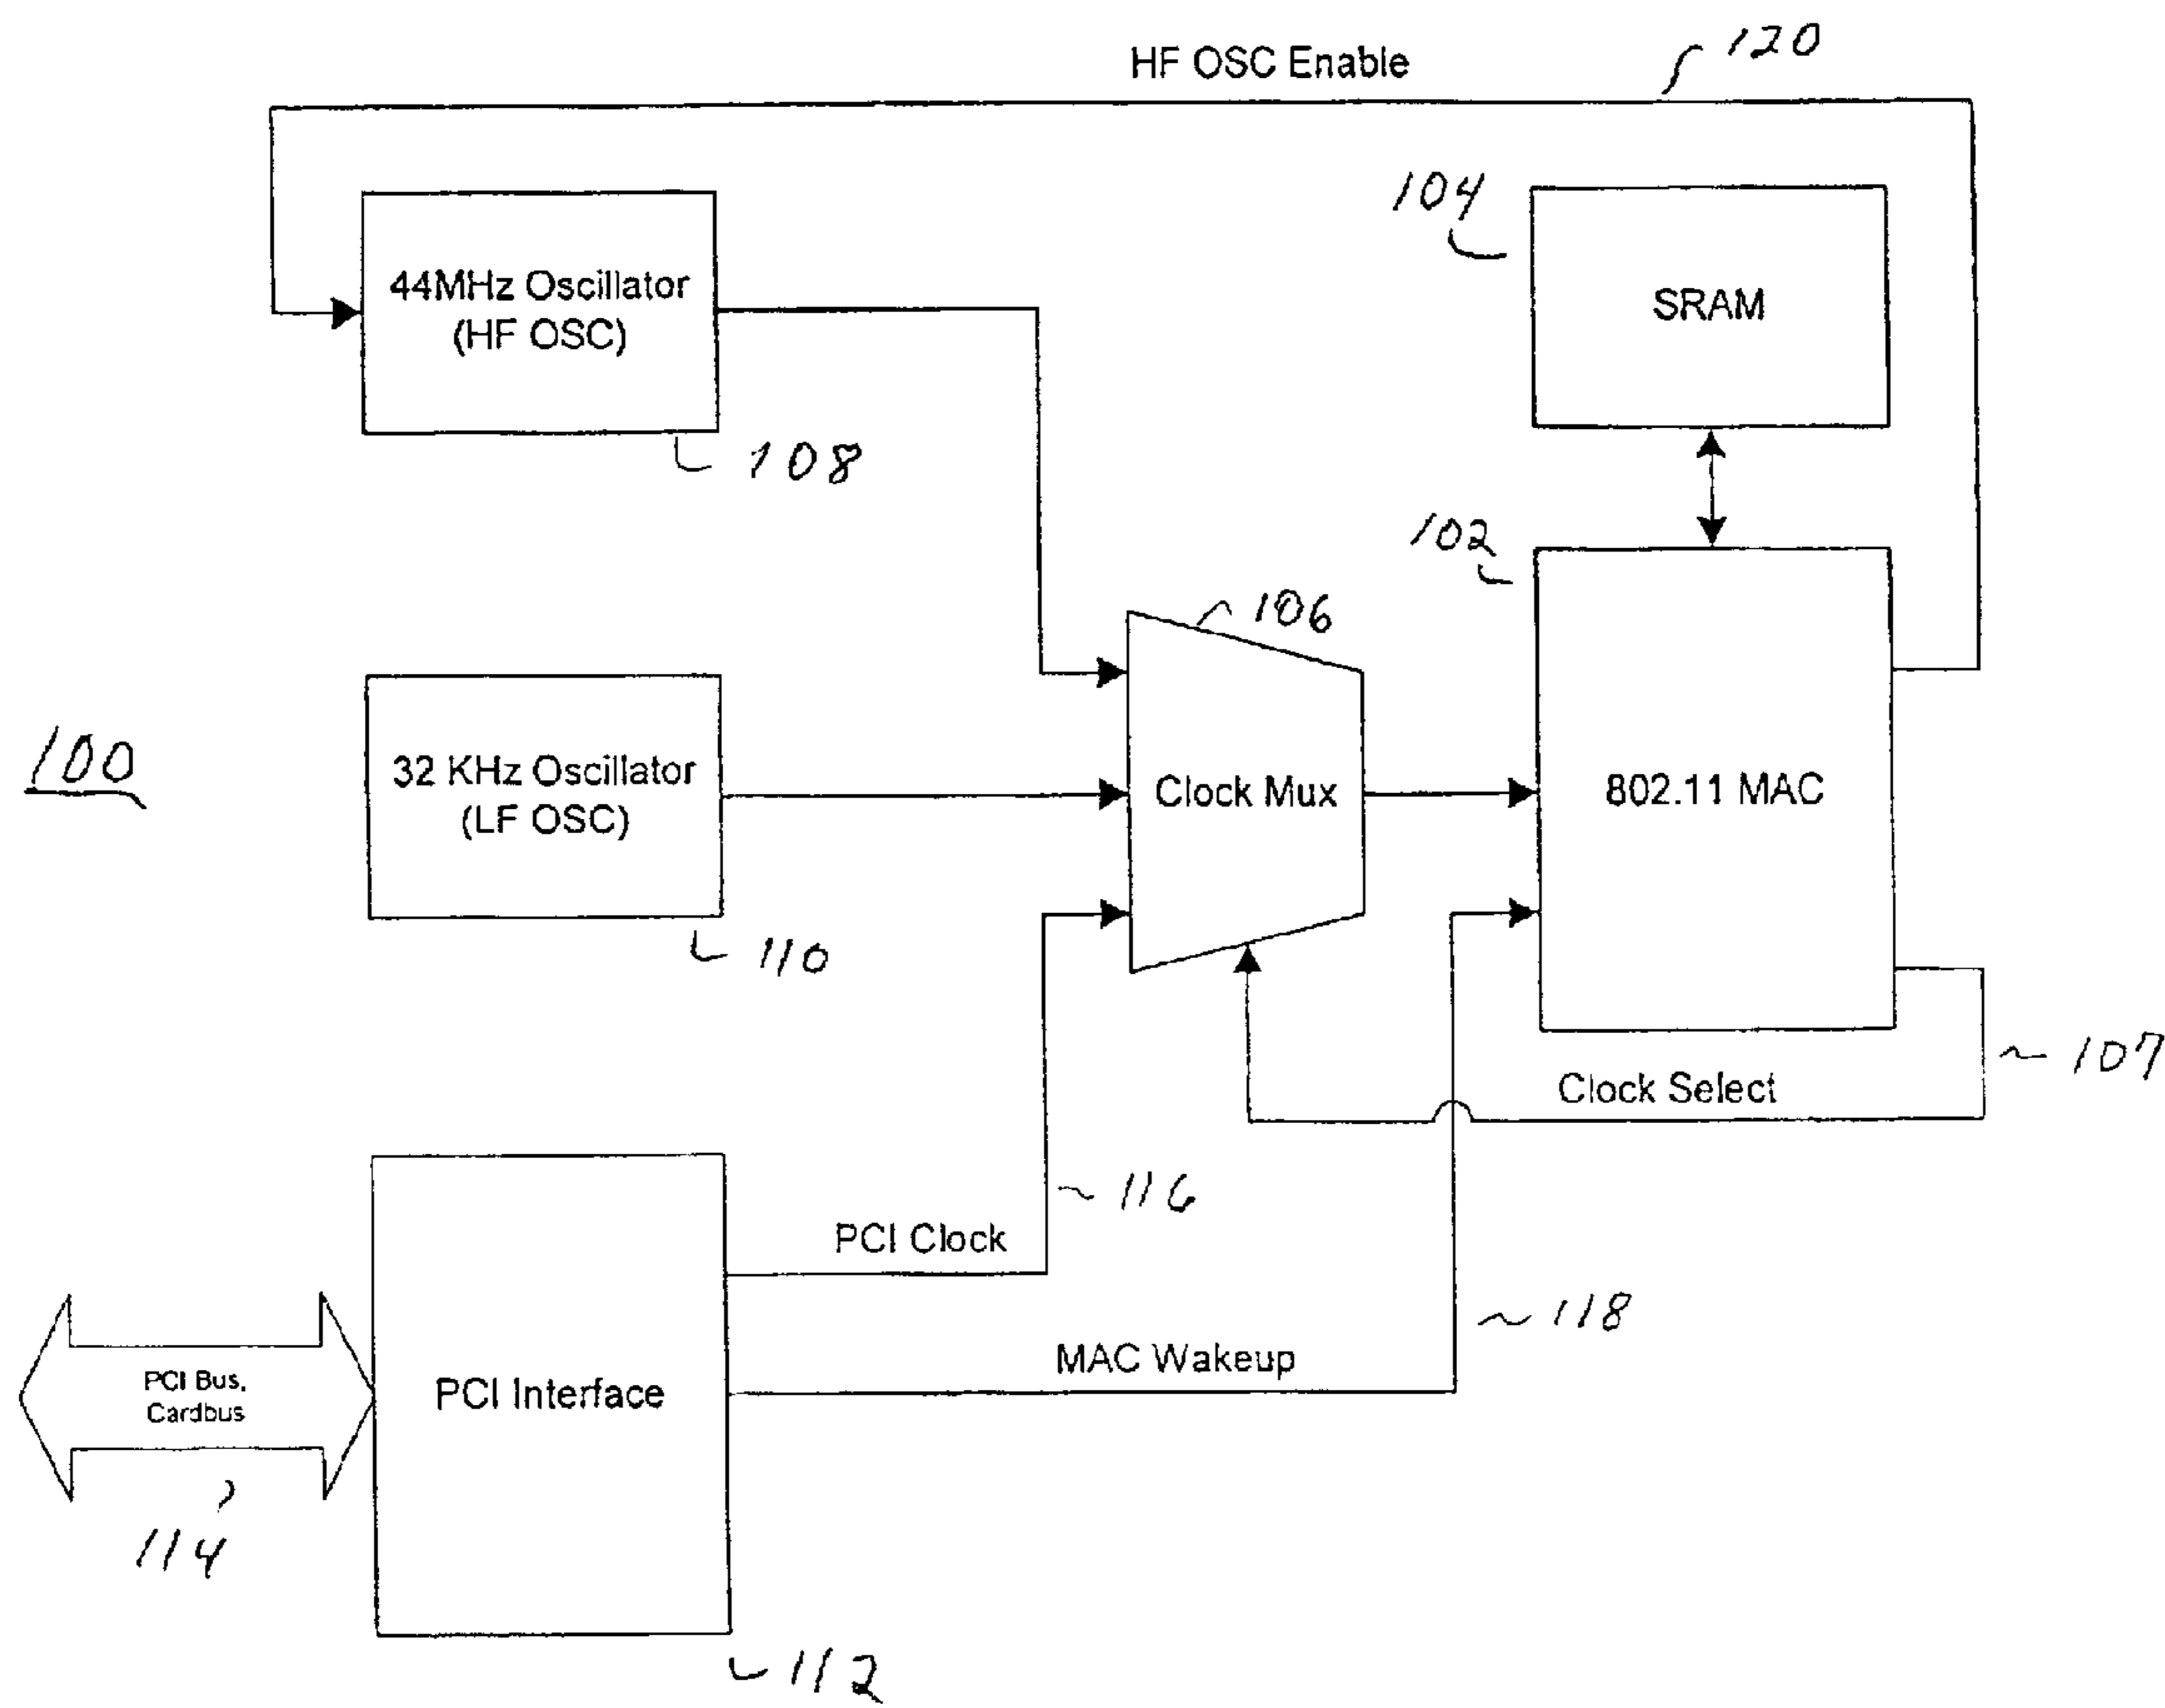 HF OSC Enable
120
44MHz Oscillator
(HF OSC)
108
104
SRAM
102
106
100
32 KHz Oscillator
(LF OSC)
110
Clock Mux
802.11 MAC
107
Clock Select
116
PCI Clock
118
MAC Wakeup
PCI Bus,
Cardbus
PCI Interface
114
112